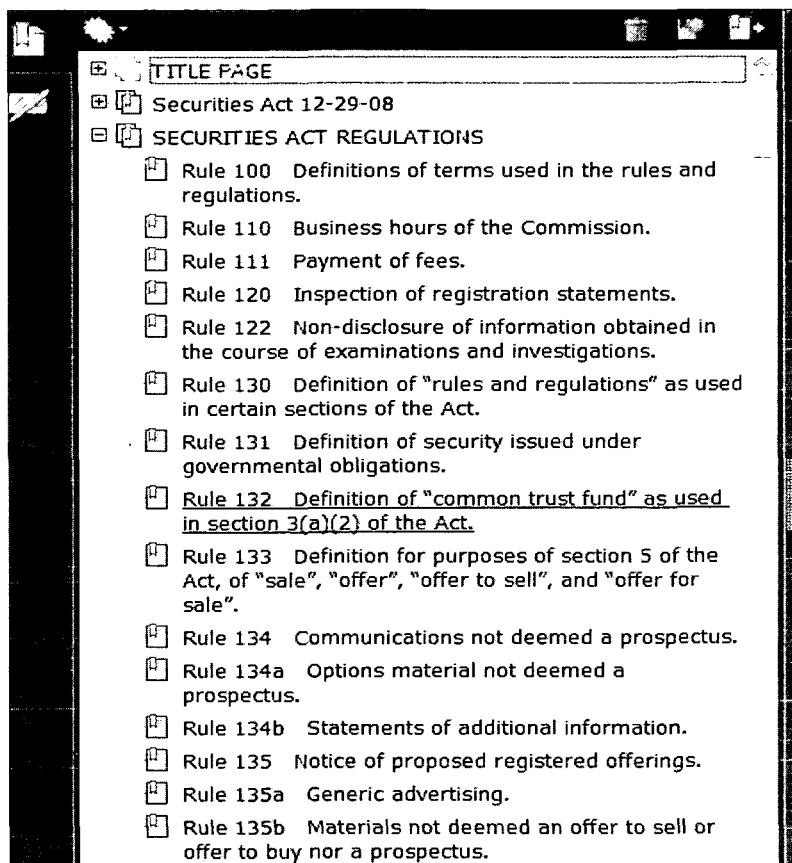 TITLE PAGE
Securities Act 12-29-08
SECURITIES ACT REGULATIONS
Rule 100 Definitions of terms used in the rules and
regulations.
Rule 110 Business hours of the Commission.
Rule 111 Payment of fees.
Rule 120 Inspection of registration statements.
Rule 122 Non-disclosure of information obtained in
the course of examinations and investigations.
Rule 130 Definition of "rules and regulations" as used
in certain sections of the Act.
Rule 131 Definition of security issued under
governmental obligations.
Rule 132 Definition of "common trust fund" as used
in section 3(a)(2) of the Act.
Rule 133 Definition for purposes of section 5 of the
Act, of "sale", "offer", "offer to sell", and "offer for
sale".
Rule 134 Communications not deemed a prospectus.
Rule 134a Options material not deemed a
prospectus.
Rule 134b Statements of additional information.
Rule 135 Notice of proposed registered offerings.
Rule 135a Generic advertising.
Rule 135b Materials not deemed an offer to sell or
offer to buy nor a prospectus.